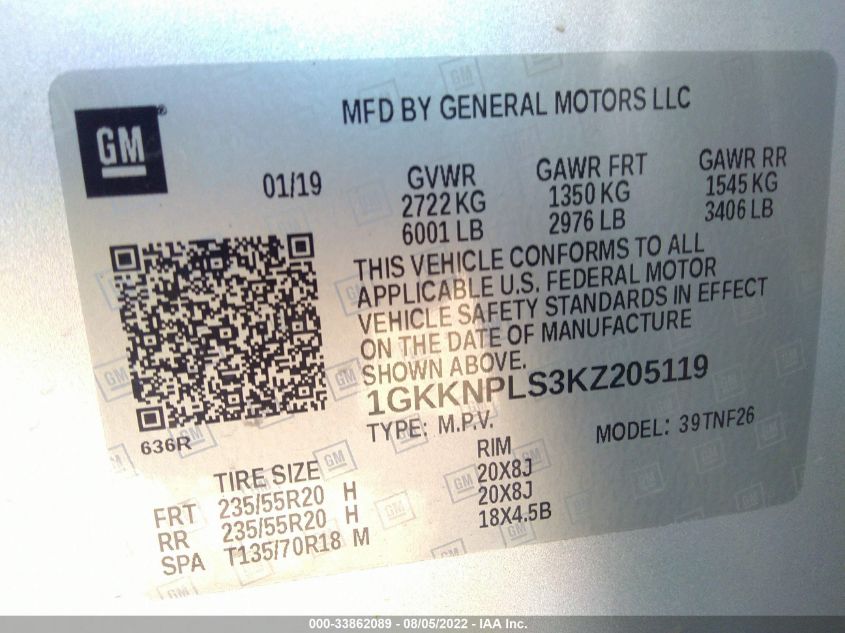 GM®
MFD BY GENERAL MOTORS LLC
01/19
GVWR
2722 KG
6001 LB
GAWR FRT
1350 KG
2976 LB
GAWR RR
1545 KG
3406 LB
THIS VEHICLE CONFORMS TO ALL
APPLICABLE U.S. FEDERAL MOTOR
VEHICLE SAFETY STANDARDS IN EFFECT
ON THE DATE OF MANUFACTURE
SHOWN ABOVE.
1GKKNPLS3KZ205119
TYPE: M.P.V.
MODEL: 39TNF26
636R
TIRE SIZE
RIM
FRT 235/55R20 H 20X8J
RR 235/55R20 H 20X8J
SPA T135/70R18 M 18X4.5B
000-33862089 - 08/05/2022 - IAA Inc.